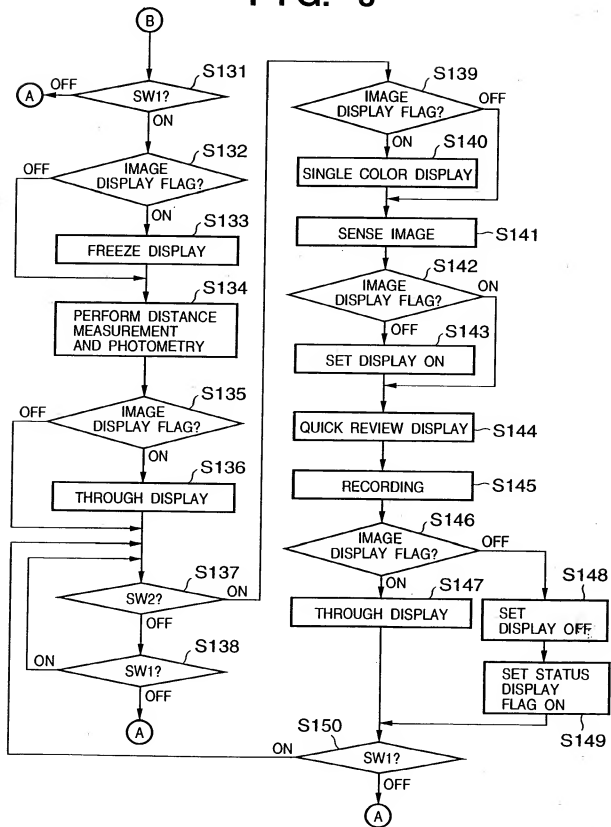 B
S131
OFF
A
SW1?
ON
S132
OFF
IMAGE
DISPLAY FLAG?
ON
S133
FREEZE DISPLAY
S134
PERFORM DISTANCE
MEASUREMENT
AND PHOTOMETRY
S135
OFF
IMAGE
DISPLAY FLAG?
ON
S136
THROUGH DISPLAY
S137
SW2?
ON
OFF
S138
ON
SW1?
OFF
A
S139
IMAGE
DISPLAY FLAG?
OFF
ON
S140
SINGLE COLOR DISPLAY
SENSE IMAGE
S141
S142
IMAGE
DISPLAY FLAG?
ON
OFF
S143
SET DISPLAY ON
QUICK REVIEW DISPLAY
S144
RECORDING
S145
S146
IMAGE
DISPLAY FLAG?
OFF
ON
S147
THROUGH DISPLAY
S148
SET
DISPLAY OFF
SET STATUS
DISPLAY
FLAG ON
S149
S150
ON
SW1?
OFF
A